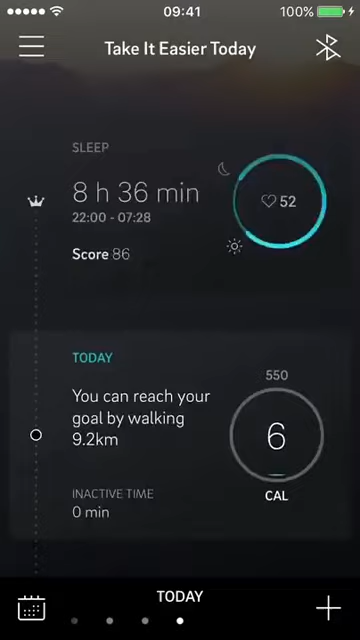 09:41
100%
Take It Easier Today
SLEEP
8 h 36 min
22:00 - 07:28
Score 86
52
TODAY
You can reach your
goal by walking
9.2km
INACTIVE TIME
0 min
550
6
CAL
TODAY